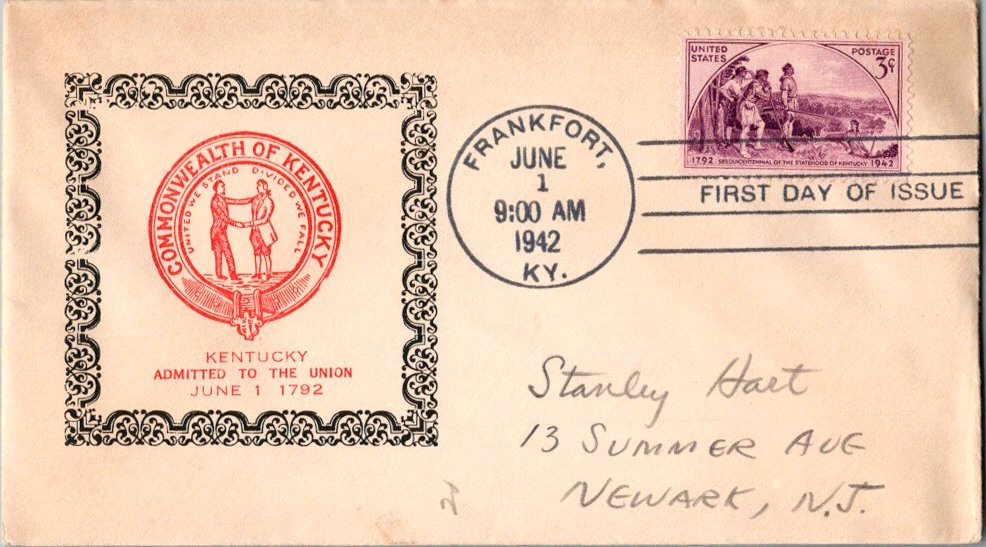 COMMONWEALTH OF KENTUCKY
UNITED WE STAND DIVIDED WE FALL
KENTUCKY
ADMITTED TO THE UNION
JUNE 1 1792
FRANKFORT,
JUNE
1
9:00 AM
1942
KY.
UNITED STATES
POSTAGE
3¢
1792 SESQUICENTENNIAL OF THE STATEHOOD OF KENTUCKY 1942
FIRST DAY OF ISSUE
Stanley Hart
13 SUMMER AVE
NEWARK, N.J.